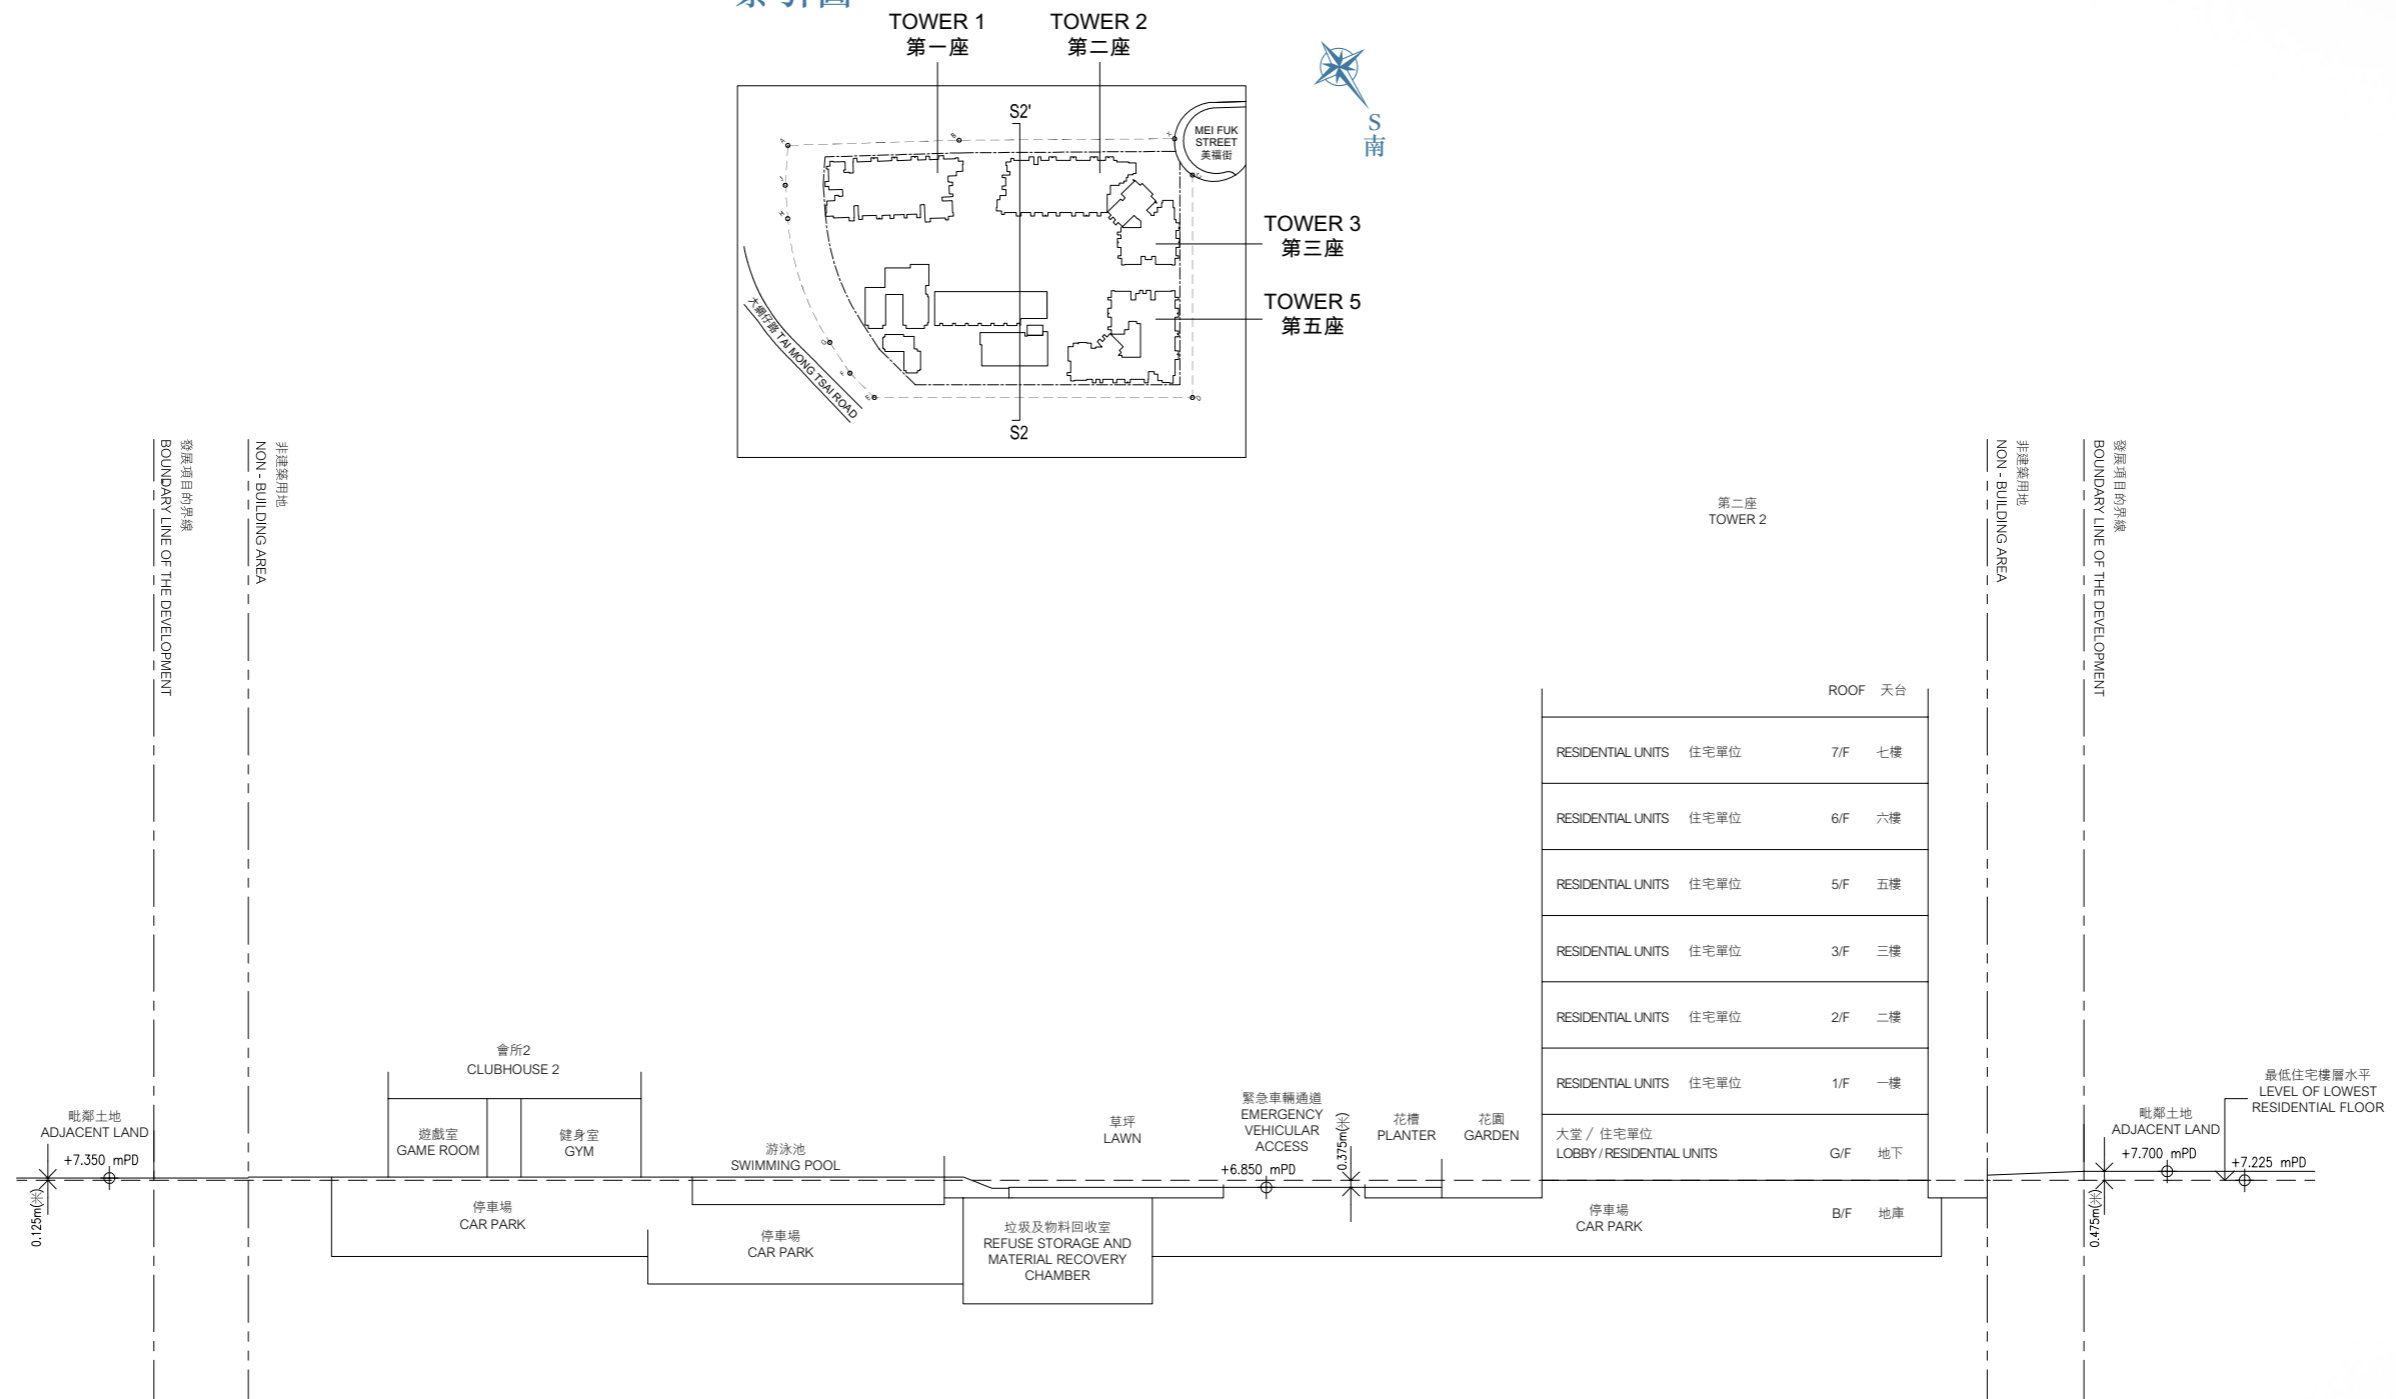 索引圖
TOWER 1
第一座
TOWER 2
第二座
S
南
S2'
MEI FUK
STREET
美福街
TOWER 3
第三座
TOWER 5
第五座
大網仔路 TAI MONG TSAI ROAD
S2
發展項目的界線
BOUNDARY LINE OF THE DEVELOPMENT
非建築用地
NON - BUILDING AREA
非建築用地
NON - BUILDING AREA
發展項目的界線
BOUNDARY LINE OF THE DEVELOPMENT
第二座
TOWER 2
ROOF 天台
RESIDENTIAL UNITS 住宅單位 7/F 七樓
RESIDENTIAL UNITS 住宅單位 6/F 六樓
RESIDENTIAL UNITS 住宅單位 5/F 五樓
RESIDENTIAL UNITS 住宅單位 3/F 三樓
RESIDENTIAL UNITS 住宅單位 2/F 二樓
RESIDENTIAL UNITS 住宅單位 1/F 一樓
大堂 / 住宅單位
LOBBY / RESIDENTIAL UNITS G/F 地下
停車場
CAR PARK
B/F 地庫
會所2
CLUBHOUSE 2
毗鄰土地
ADJACENT LAND
+7.350 mPD
0.125m(米)
遊戲室
GAME ROOM
健身室
GYM
游泳池
SWIMMING POOL
草坪
LAWN
緊急車輛通道
EMERGENCY
VEHICULAR
ACCESS
+6.850 mPD
0.375m(米)
花槽
PLANTER
花園
GARDEN
停車場
CAR PARK
停車場
CAR PARK
垃圾及物料回收室
REFUSE STORAGE AND
MATERIAL RECOVERY
CHAMBER
最低住宅樓層水平
LEVEL OF LOWEST
RESIDENTIAL FLOOR
毗鄰土地
ADJACENT LAND
+7.700 mPD
+7.225 mPD
0.475m(米)